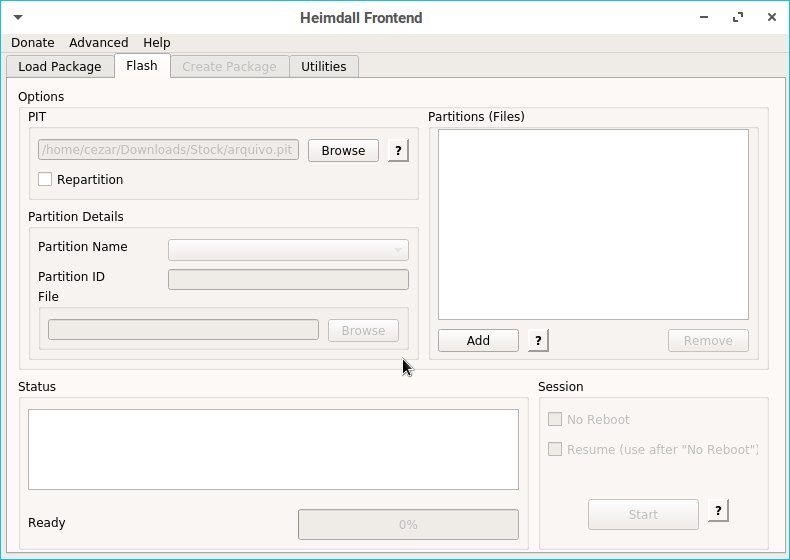 Heimdall Frontend
Donate Advanced Help
Load Package Flash Create Package Utilities
Options
PIT
/home/cezar/Downloads/Stock/arquivo.pit Browse ?
Repartition
Partition Details
Partition Name
Partition ID
File
Browse
Partitions (Files)
Add ? Remove
Status
Ready 0%
Session
No Reboot
Resume (use after "No Reboot")
Start ?